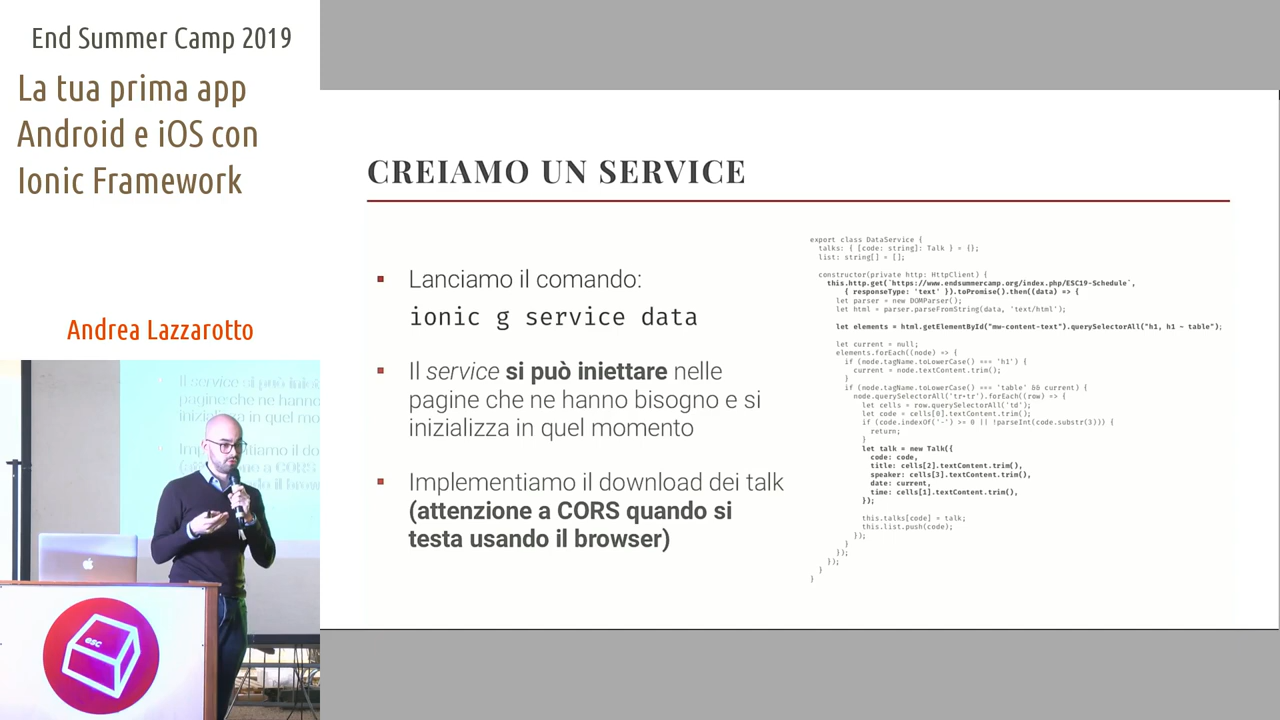 End Summer Camp 2019
La tua prima app
Android e iOS con
Ionic Framework
Andrea Lazzarotto
CREIAMO UN SERVICE
▪ Lanciamo il comando:
ionic g service data
▪ Il service si può iniettare nelle
pagine che ne hanno bisogno e si
inizializza in quel momento
▪ Implementiamo il download dei talk
(attenzione a CORS quando si
testa usando il browser)
export class DataService {
talks: { [code: string]: Talk } = {};
list: string[] = [];
constructor(private http: HttpClient) {
this.http.get(`https://www.endsummercamp.org/index.php/ESC19-Schedule`,
{ responseType: 'text' }).toPromise().then((data) => {
let parser = new DOMParser();
let html = parser.parseFromString(data, 'text/html');
let elements = html.getElementById("mw-content-text").querySelectorAll("h1, h1 ~ table");
let current = null;
elements.forEach((node) => {
if (node.tagName.toLowerCase() === 'h1') {
current = node.textContent.trim();
}
if (node.tagName.toLowerCase() === 'table' && current) {
node.querySelectorAll('tr+tr').forEach((row) => {
let cells = row.querySelectorAll('td');
let code = cells[0].textContent.trim();
if (code.indexOf('-') >= 0 || !parseInt(code.substr(3))) {
return;
}
let talk = new Talk({
code: code,
title: cells[2].textContent.trim(),
speaker: cells[3].textContent.trim(),
date: current,
time: cells[1].textContent.trim(),
});
this.talks[code] = talk;
this.list.push(code);
});
}
});
});
}
}
esc